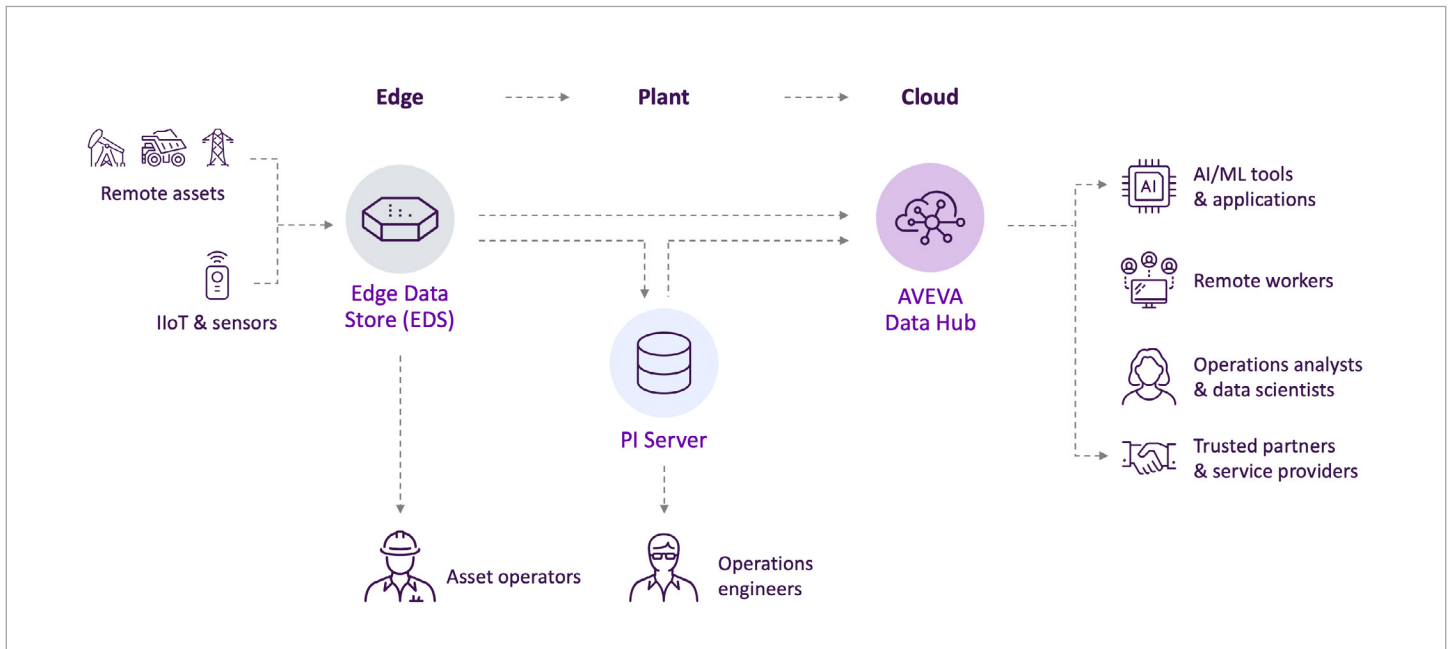 Edge
Plant
Cloud
Remote assets
IIoT & sensors
Edge Data
Store (EDS)
PI Server
AVEVA
Data Hub
AI
AI/ML tools
& applications
Remote workers
Operations analysts
& data scientists
Trusted partners
& service providers
Asset operators
Operations
engineers